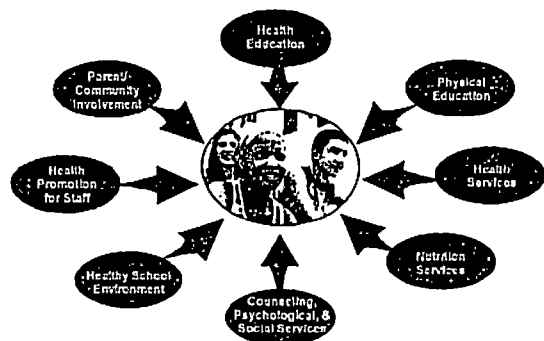 Health
Education
Physical
Education
Health
Services
Nutrition
Services
Counseling,
Psychological, &
Social Services
Healthy School
Environment
Health
Promotion
for Staff
Parent/
Community
Involvement